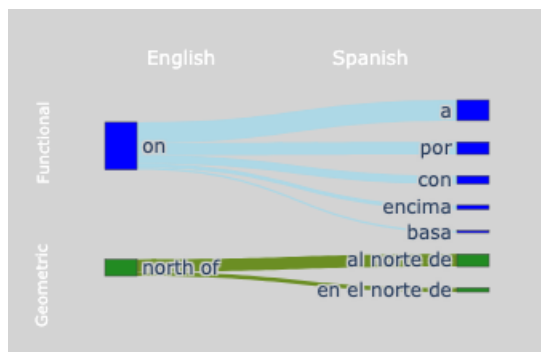 English Spanish
Functional
on
a
por
con
encima
basa
Geometric
north of
al norte de
en el norte de